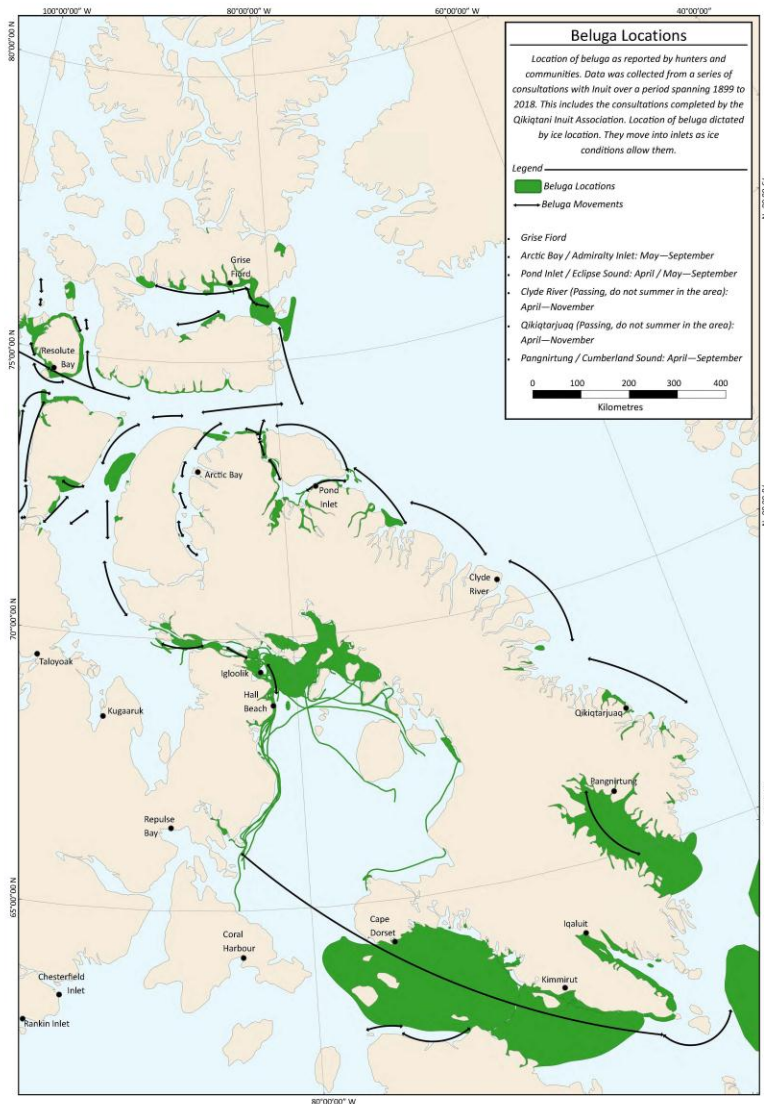 100°00'00" N
80°00'00" W
60°00'00" W
40°00'00" W
80°00'00" N
75°00'00" N
70°00'00" N
65°00'00" N
80°00'00" W
Beluga Locations
Location of beluga as reported by hunters and
communities. Data was collected from a series of
consultations with Inuit over a period spanning 1899 to
2018. This includes the consultations completed by the
Qikiqtani Inuit Association. Location of beluga dictated
by ice location. They move into inlets as ice
conditions allow them.
Legend
Beluga Locations
Beluga Movements
Grise Fiord
Arctic Bay / Admiralty Inlet: May—September
Pond Inlet / Eclipse Sound: April / May—September
Clyde River (Passing, do not summer in the area):
April—November
Qikiqtarjuaq (Passing, do not summer in the area):
April—November
Pangnirtung / Cumberland Sound: April—September
0 100 200 300 400
Kilometres
Grise
Fiord
Resolute
Bay
Arctic Bay
Pond
Inlet
Clyde
River
Taloyoak
Igloolik
Hall
Beach
Kugaaruk
Qikiqtarjuaq
Pangnirtung
Repulse
Bay
Cape
Dorset
Iqaluit
Coral
Harbour
Kimmirut
Chesterfield
Inlet
Rankin Inlet